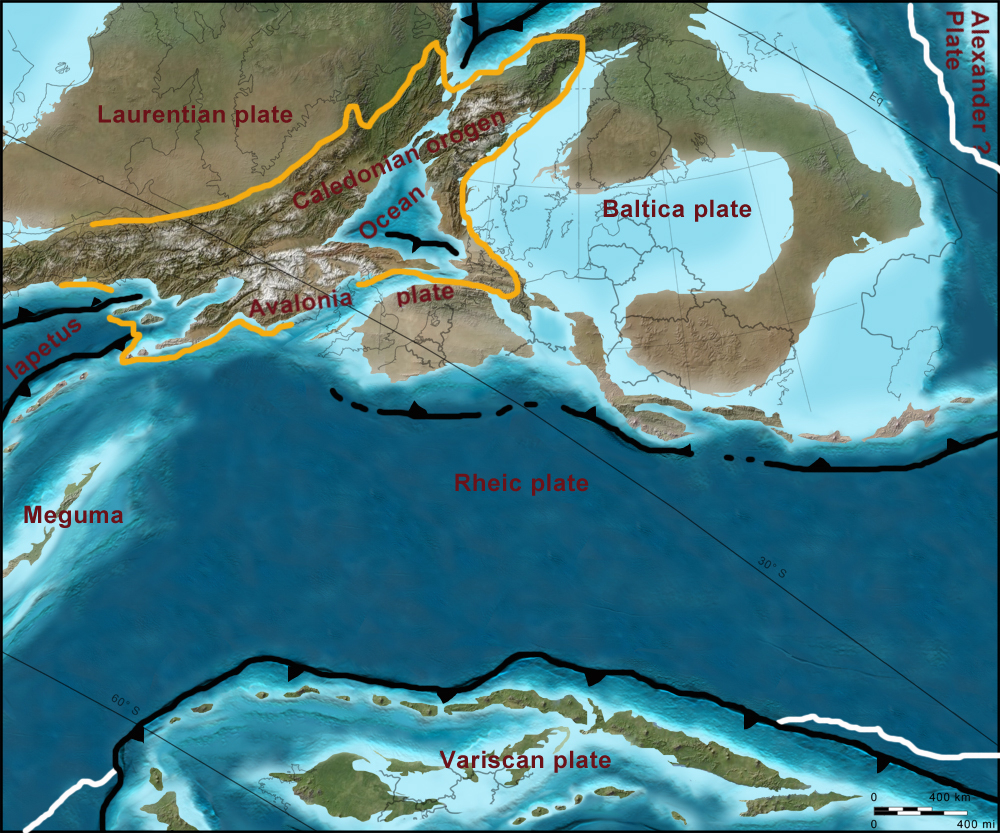 Alexander ?
Plate
Eq
Laurentian plate
Caledonian orogen
Ocean
Baltica plate
Avalonia plate
Iapetus
Rheic plate
Meguma
30° S
60° S
Variscan plate
0 400 km
0 400 mi